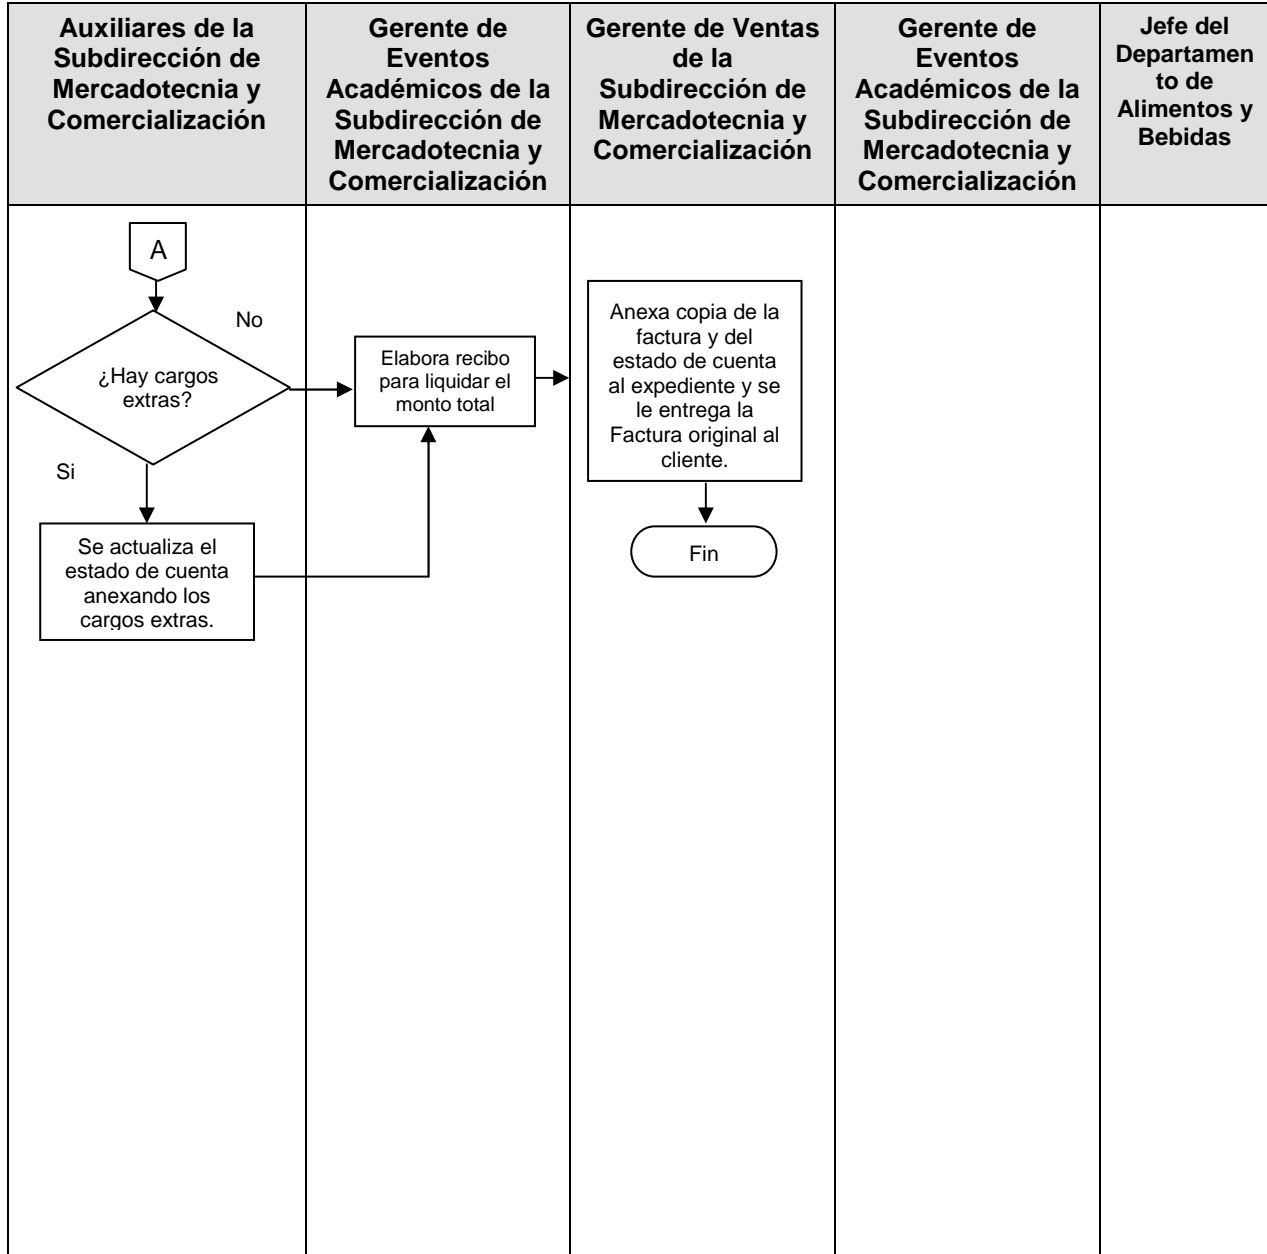 Auxiliares de la
Subdirección de
Mercadotecnia y
Comercialización
Gerente de
Eventos
Académicos de la
Subdirección de
Mercadotecnia y
Comercialización
Gerente de Ventas
de la
Subdirección de
Mercadotecnia y
Comercialización
Gerente de
Eventos
Académicos de la
Subdirección de
Mercadotecnia y
Comercialización
Jefe del
Departamen
to de
Alimentos y
Bebidas
A
No
¿Hay cargos
extras?
Si
Se actualiza el
estado de cuenta
anexando los
cargos extras.
Elabora recibo
para liquidar el
monto total
Anexa copia de la
factura y del
estado de cuenta
al expediente y se
le entrega la
Factura original al
cliente.
Fin